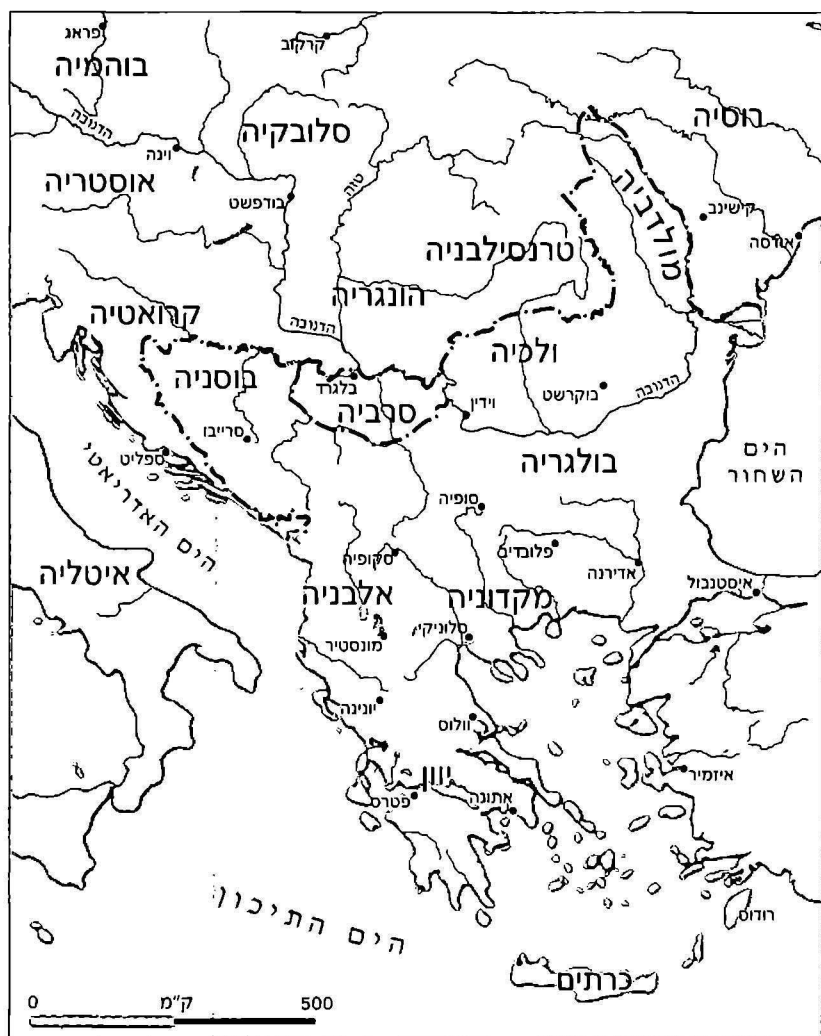 פראג
קרקוב
בוהמיה
סלובקיה
רוסיה
הדנובה
וינה
אוסטריה
טיסה
מולדביה
קישינב
בודפשט
אודסה
טרנסילבניה
הונגריה
קרואטיה
הדנובה
ולכיה
בוסניה
בלגרד
סרביה
וידין
בוקרשט
הדנובה
סרייבו
ספליט
בולגריה
הים
השחור
סופיה
הים האדריאטי
סקופיה
פלובדיב
אדירנה
איסטנבול
איטליה
אלבניה
מקדוניה
מונסטיר
סלוניקי
יונינה
וולוס
איזמיר
יוון
פטרס
אתונה
הים התיכון
רודוס
כרתים
0 ק"מ 500